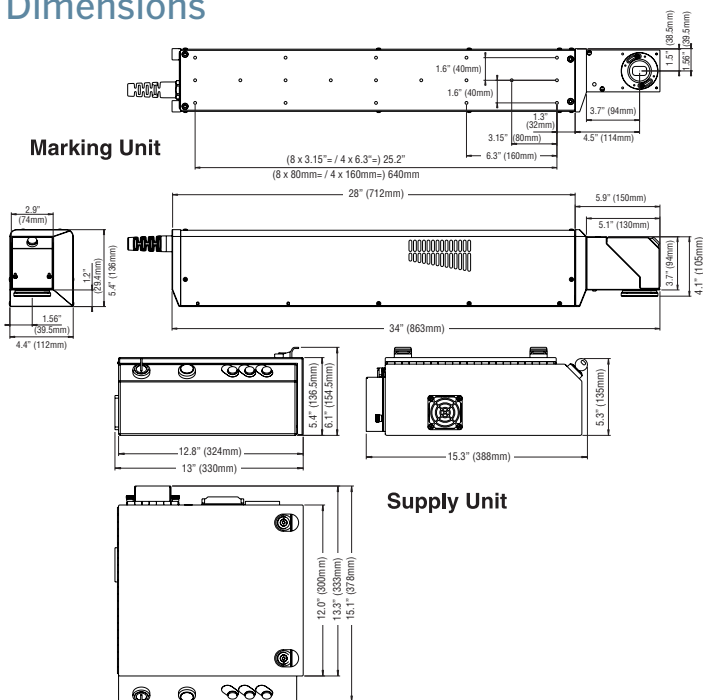 Dimensions
1.5” (38.5mm)
1.56” (39.5mm)
1.6” (40mm)
1.6” (40mm)
1.3”
(32mm)
3.7” (94mm)
3.15” (80mm)
4.5” (114mm)
6.3” (160mm)
Marking Unit
(8 x 3.15”= / 4 x 6.3”=) 25.2”
(8 x 80mm= / 4 x 160mm=) 640mm
28” (712mm)
5.9” (150mm)
5.1” (130mm)
2.9”
(74mm)
1.2”
(29.4mm)
5.4” (136mm)
3.7” (94mm)
4.1” (105mm)
1.56”
(39.5mm)
4.4” (112mm)
34” (863mm)
5.4” (136.5mm)
6.1” (154.5mm)
5.3” (135mm)
12.8” (324mm)
13” (330mm)
15.3” (388mm)
Supply Unit
12.0” (300mm)
13.3” (333mm)
15.1” (378mm)